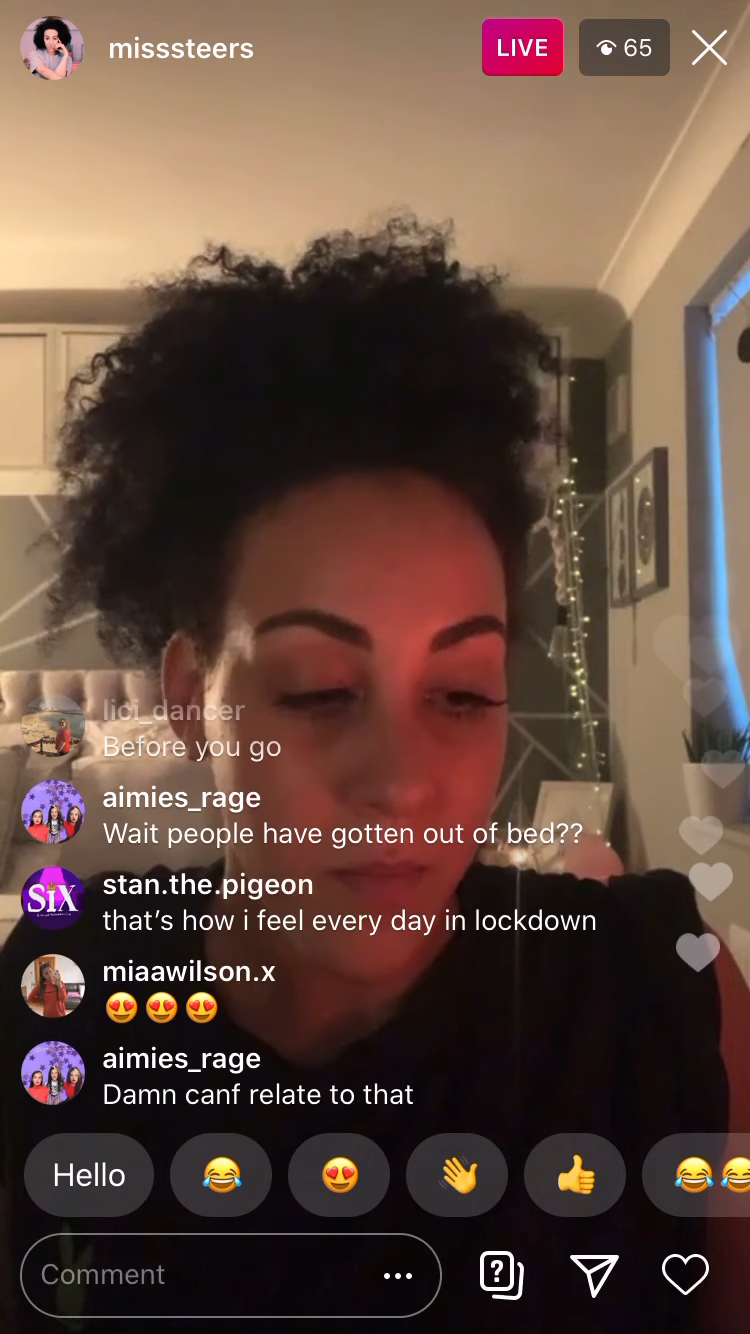 misssteers
LIVE
65
lici_dancer
Before you go
aimies_rage
Wait people have gotten out of bed??
SIX
stan.the.pigeon
that’s how i feel every day in lockdown
miaawilson.x
😍😍😍
aimies_rage
Damn canf relate to that
Hello
Comment